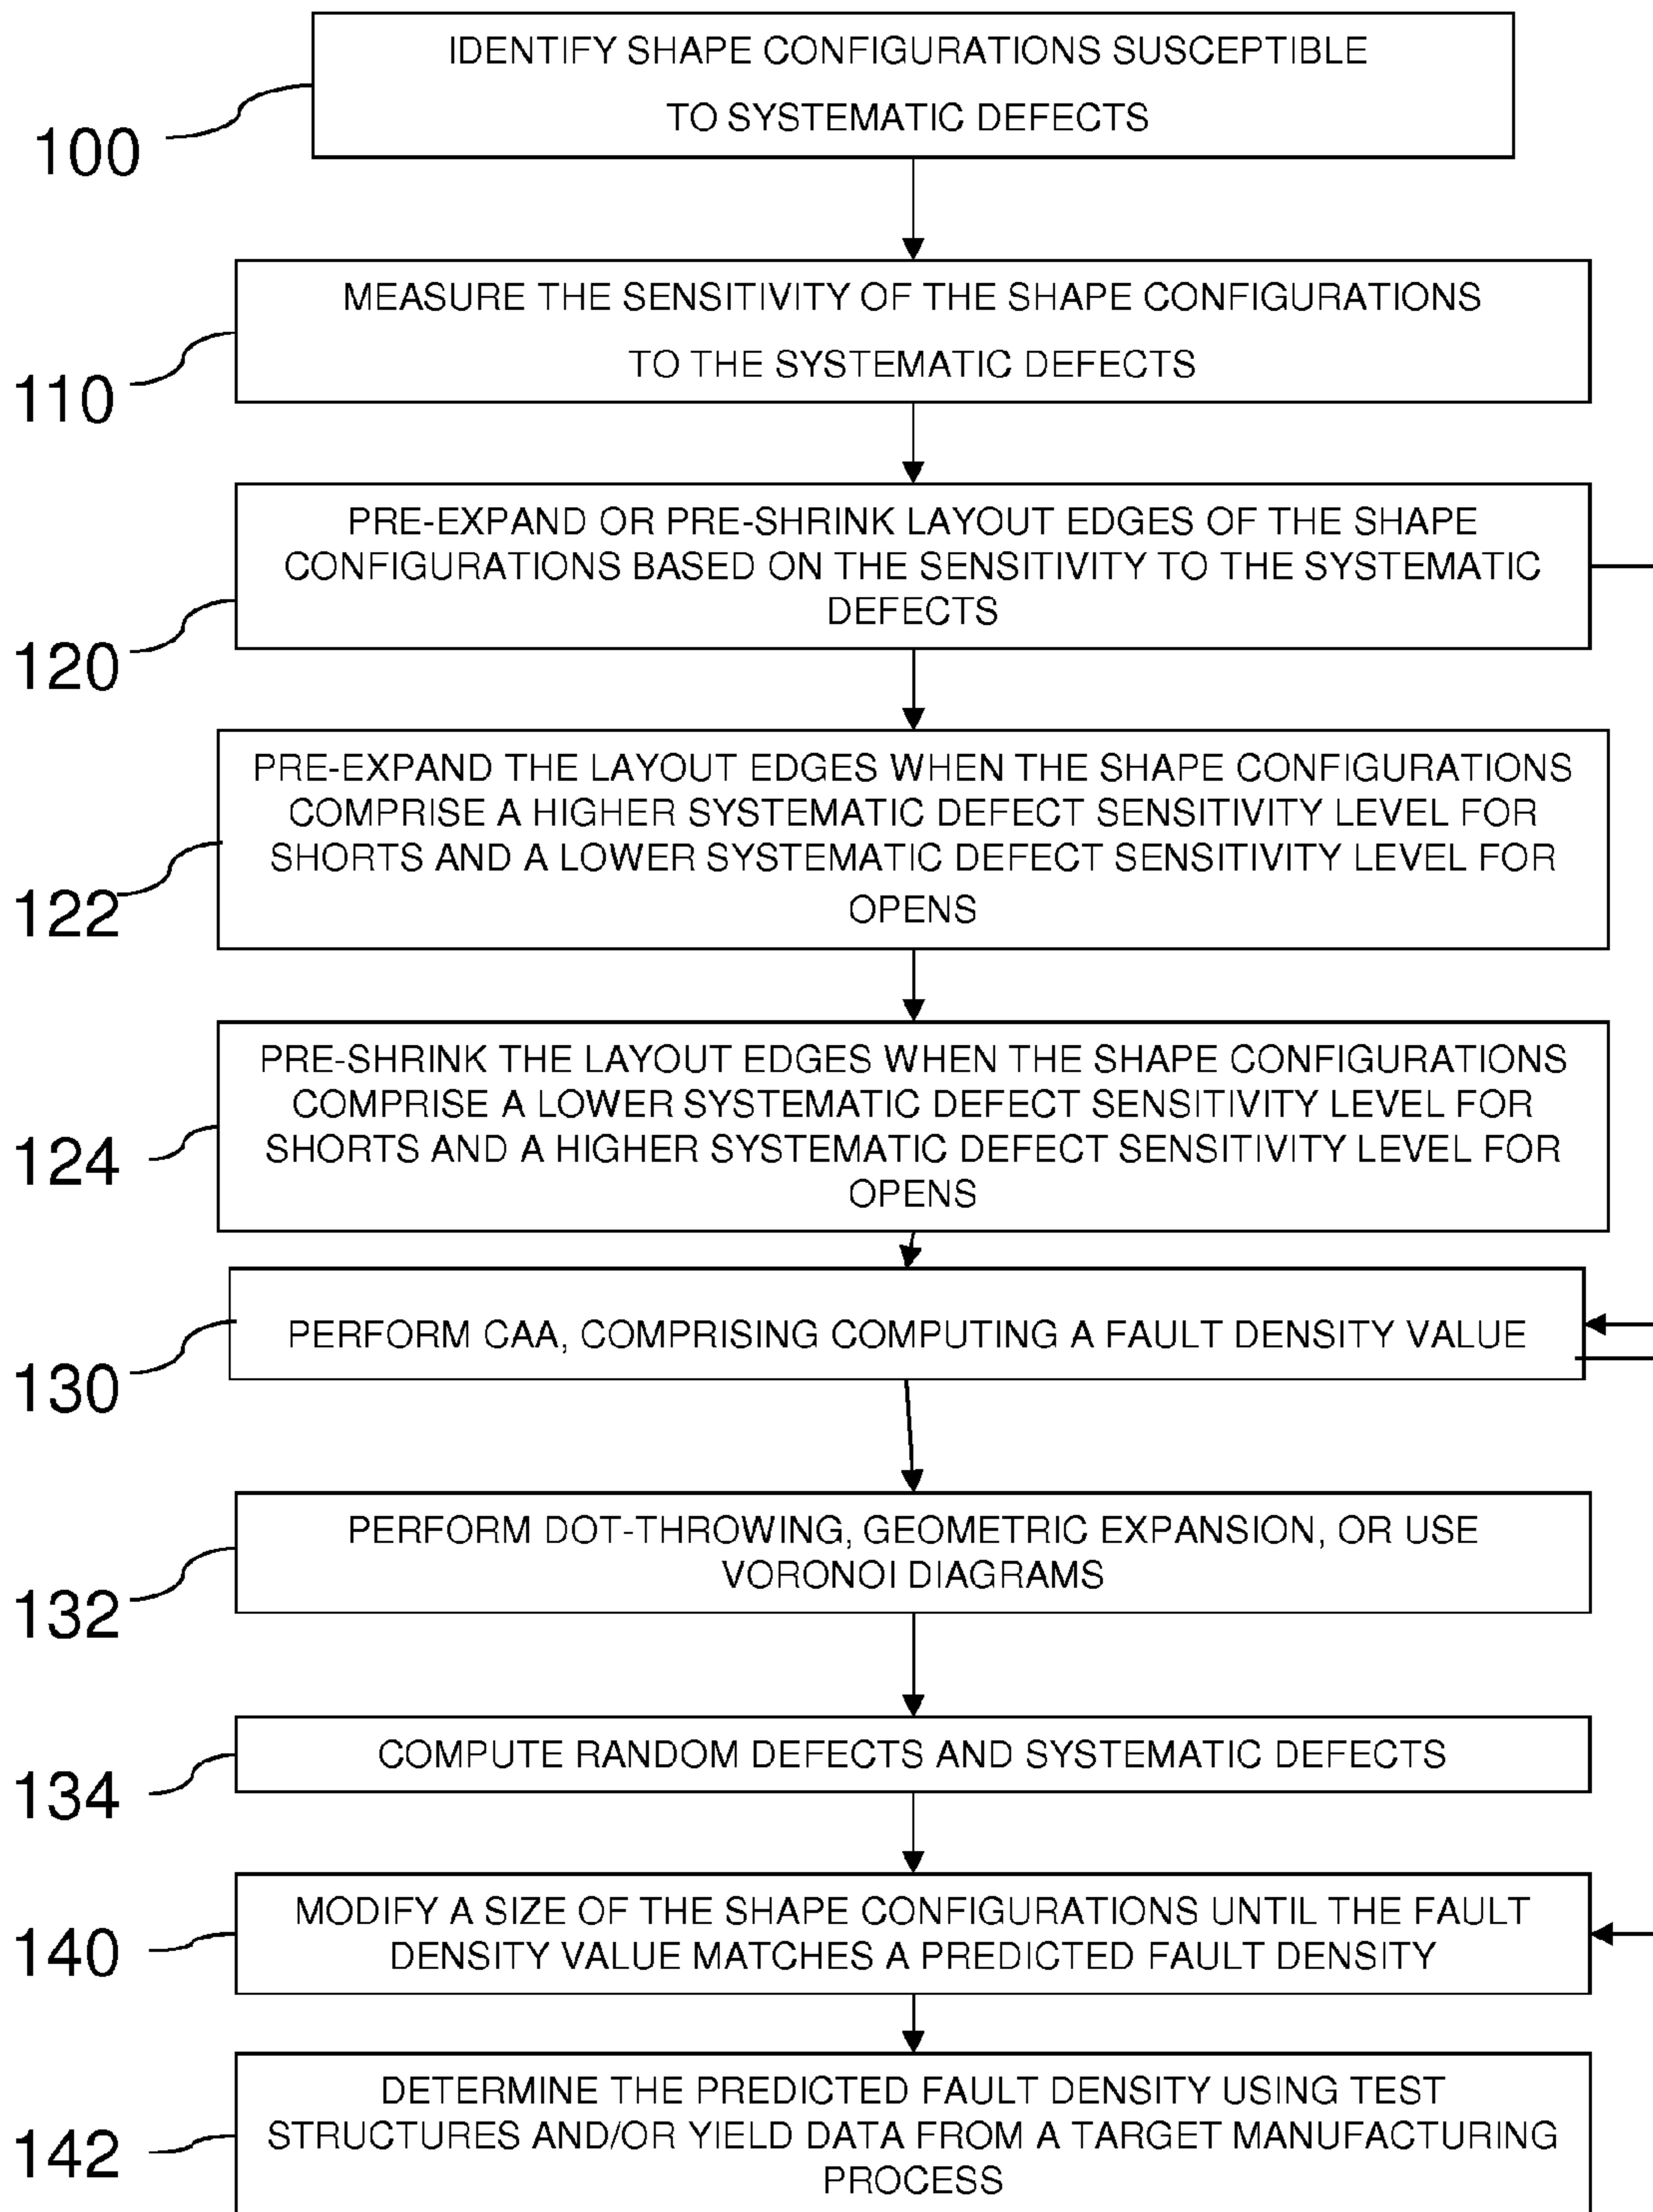 IDENTIFY SHAPE CONFIGURATIONS SUSCEPTIBLE
TO SYSTEMATIC DEFECTS
100
MEASURE THE SENSITIVITY OF THE SHAPE CONFIGURATIONS
TO THE SYSTEMATIC DEFECTS
110
PRE-EXPAND OR PRE-SHRINK LAYOUT EDGES OF THE SHAPE
CONFIGURATIONS BASED ON THE SENSITIVITY TO THE SYSTEMATIC
DEFECTS
120
PRE-EXPAND THE LAYOUT EDGES WHEN THE SHAPE CONFIGURATIONS
COMPRISE A HIGHER SYSTEMATIC DEFECT SENSITIVITY LEVEL FOR
SHORTS AND A LOWER SYSTEMATIC DEFECT SENSITIVITY LEVEL FOR
OPENS
122
PRE-SHRINK THE LAYOUT EDGES WHEN THE SHAPE CONFIGURATIONS
COMPRISE A LOWER SYSTEMATIC DEFECT SENSITIVITY LEVEL FOR
SHORTS AND A HIGHER SYSTEMATIC DEFECT SENSITIVITY LEVEL FOR
OPENS
124
PERFORM CAA, COMPRISING COMPUTING A FAULT DENSITY VALUE
130
PERFORM DOT-THROWING, GEOMETRIC EXPANSION, OR USE
VORONOI DIAGRAMS
132
COMPUTE RANDOM DEFECTS AND SYSTEMATIC DEFECTS
134
MODIFY A SIZE OF THE SHAPE CONFIGURATIONS UNTIL THE FAULT
DENSITY VALUE MATCHES A PREDICTED FAULT DENSITY
140
DETERMINE THE PREDICTED FAULT DENSITY USING TEST
STRUCTURES AND/OR YIELD DATA FROM A TARGET MANUFACTURING
PROCESS
142